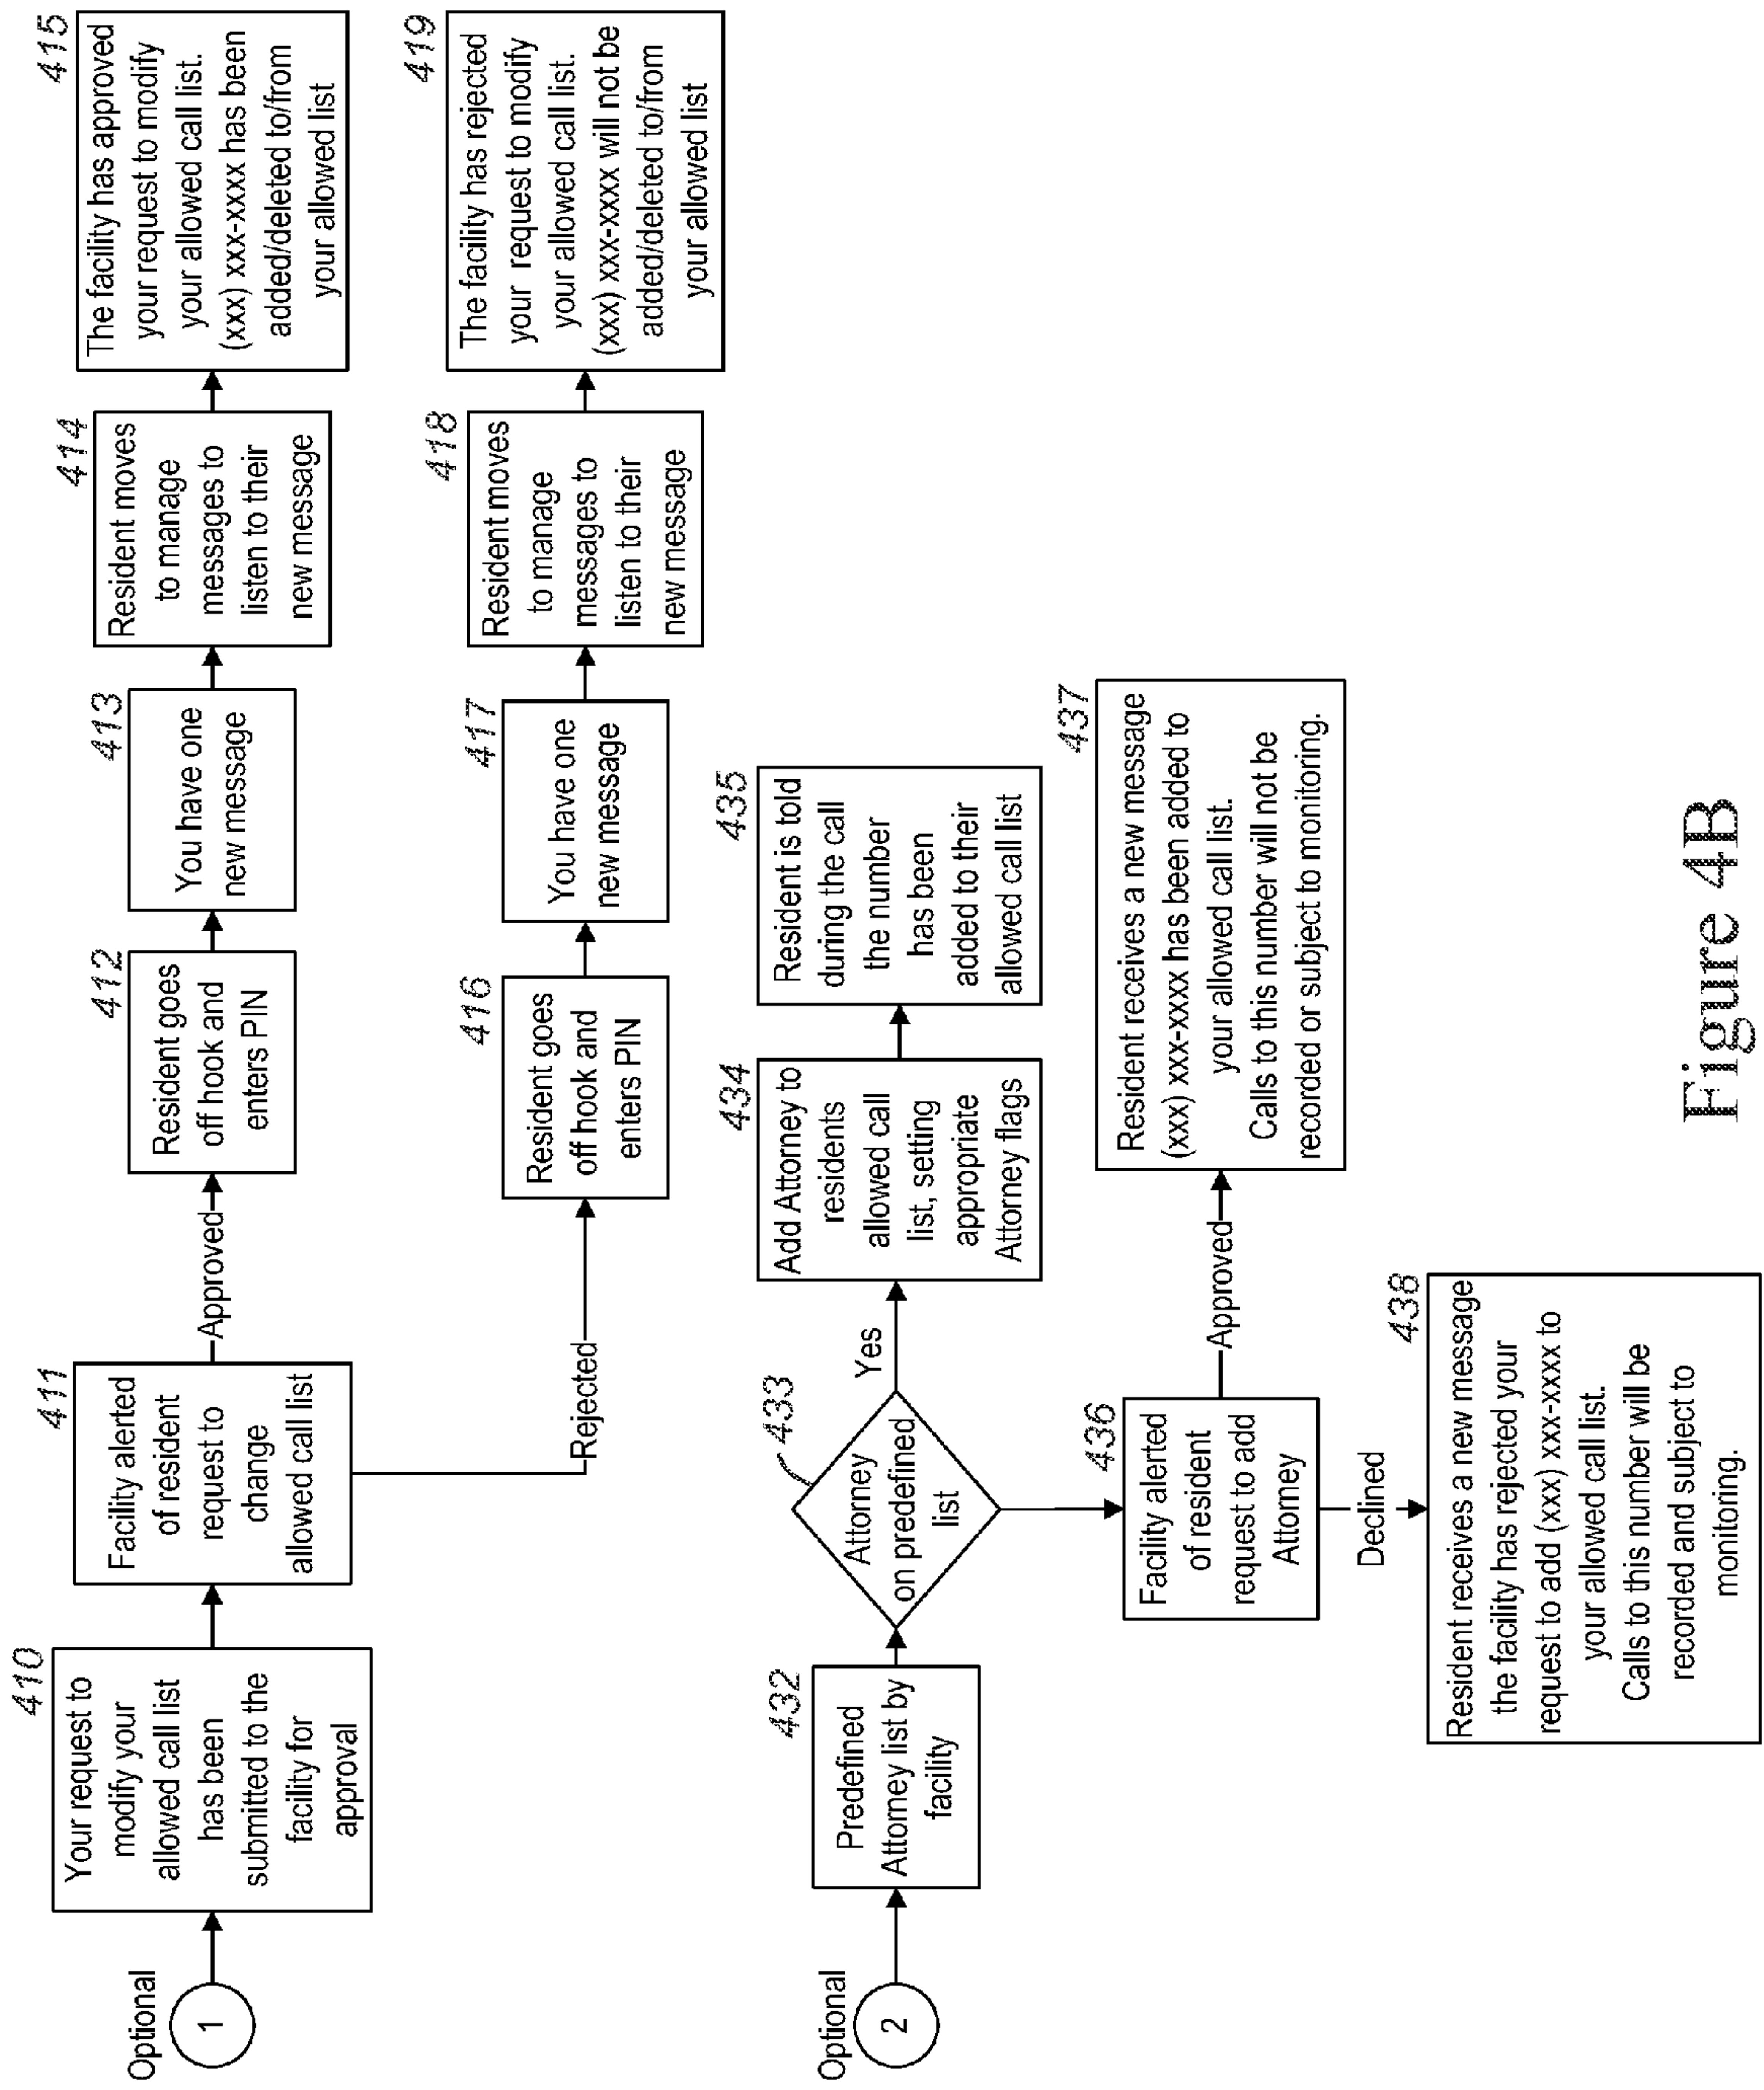 Optional
1
410
Your request to
modify your
allowed call list
has been
submitted to the
facility for
approval
411
Facility alerted
of resident
request to
change
allowed call list
Approved
412
Resident goes
off hook and
enters PIN
413
You have one
new message
414
Resident moves
to manage
messages to
listen to their
new message
415
The facility has approved
your request to modify
your allowed call list.
(xxx) xxx-xxxx has been
added/deleted to/from
your allowed list
Rejected
416
Resident goes
off hook and
enters PIN
417
You have one
new message
418
Resident moves
to manage
messages to
listen to their
new message
419
The facility has rejected
your request to modify
your allowed call list.
(xxx) xxx-xxxx will not be
added/deleted to/from
your allowed list
Optional
2
432
Predefined
Attorney list by
facility
433
Attorney
on predefined
list
Yes
434
Add Attorney to
residents
allowed call
list, setting
appropriate
Attorney flags
435
Resident is told
during the call
the number
has been
added to their
allowed call list
436
Facility alerted
of resident
request to add
Attorney
Approved
437
Resident receives a new message
(xxx) xxx-xxxx has been added to
your allowed call list.
Calls to this number will not be
recorded or subject to monitoring.
Declined
438
Resident receives a new message
the facility has rejected your
request to add (xxx) xxx-xxxx to
your allowed call list.
Calls to this number will be
recorded and subject to
monitoring.
Figure 4B